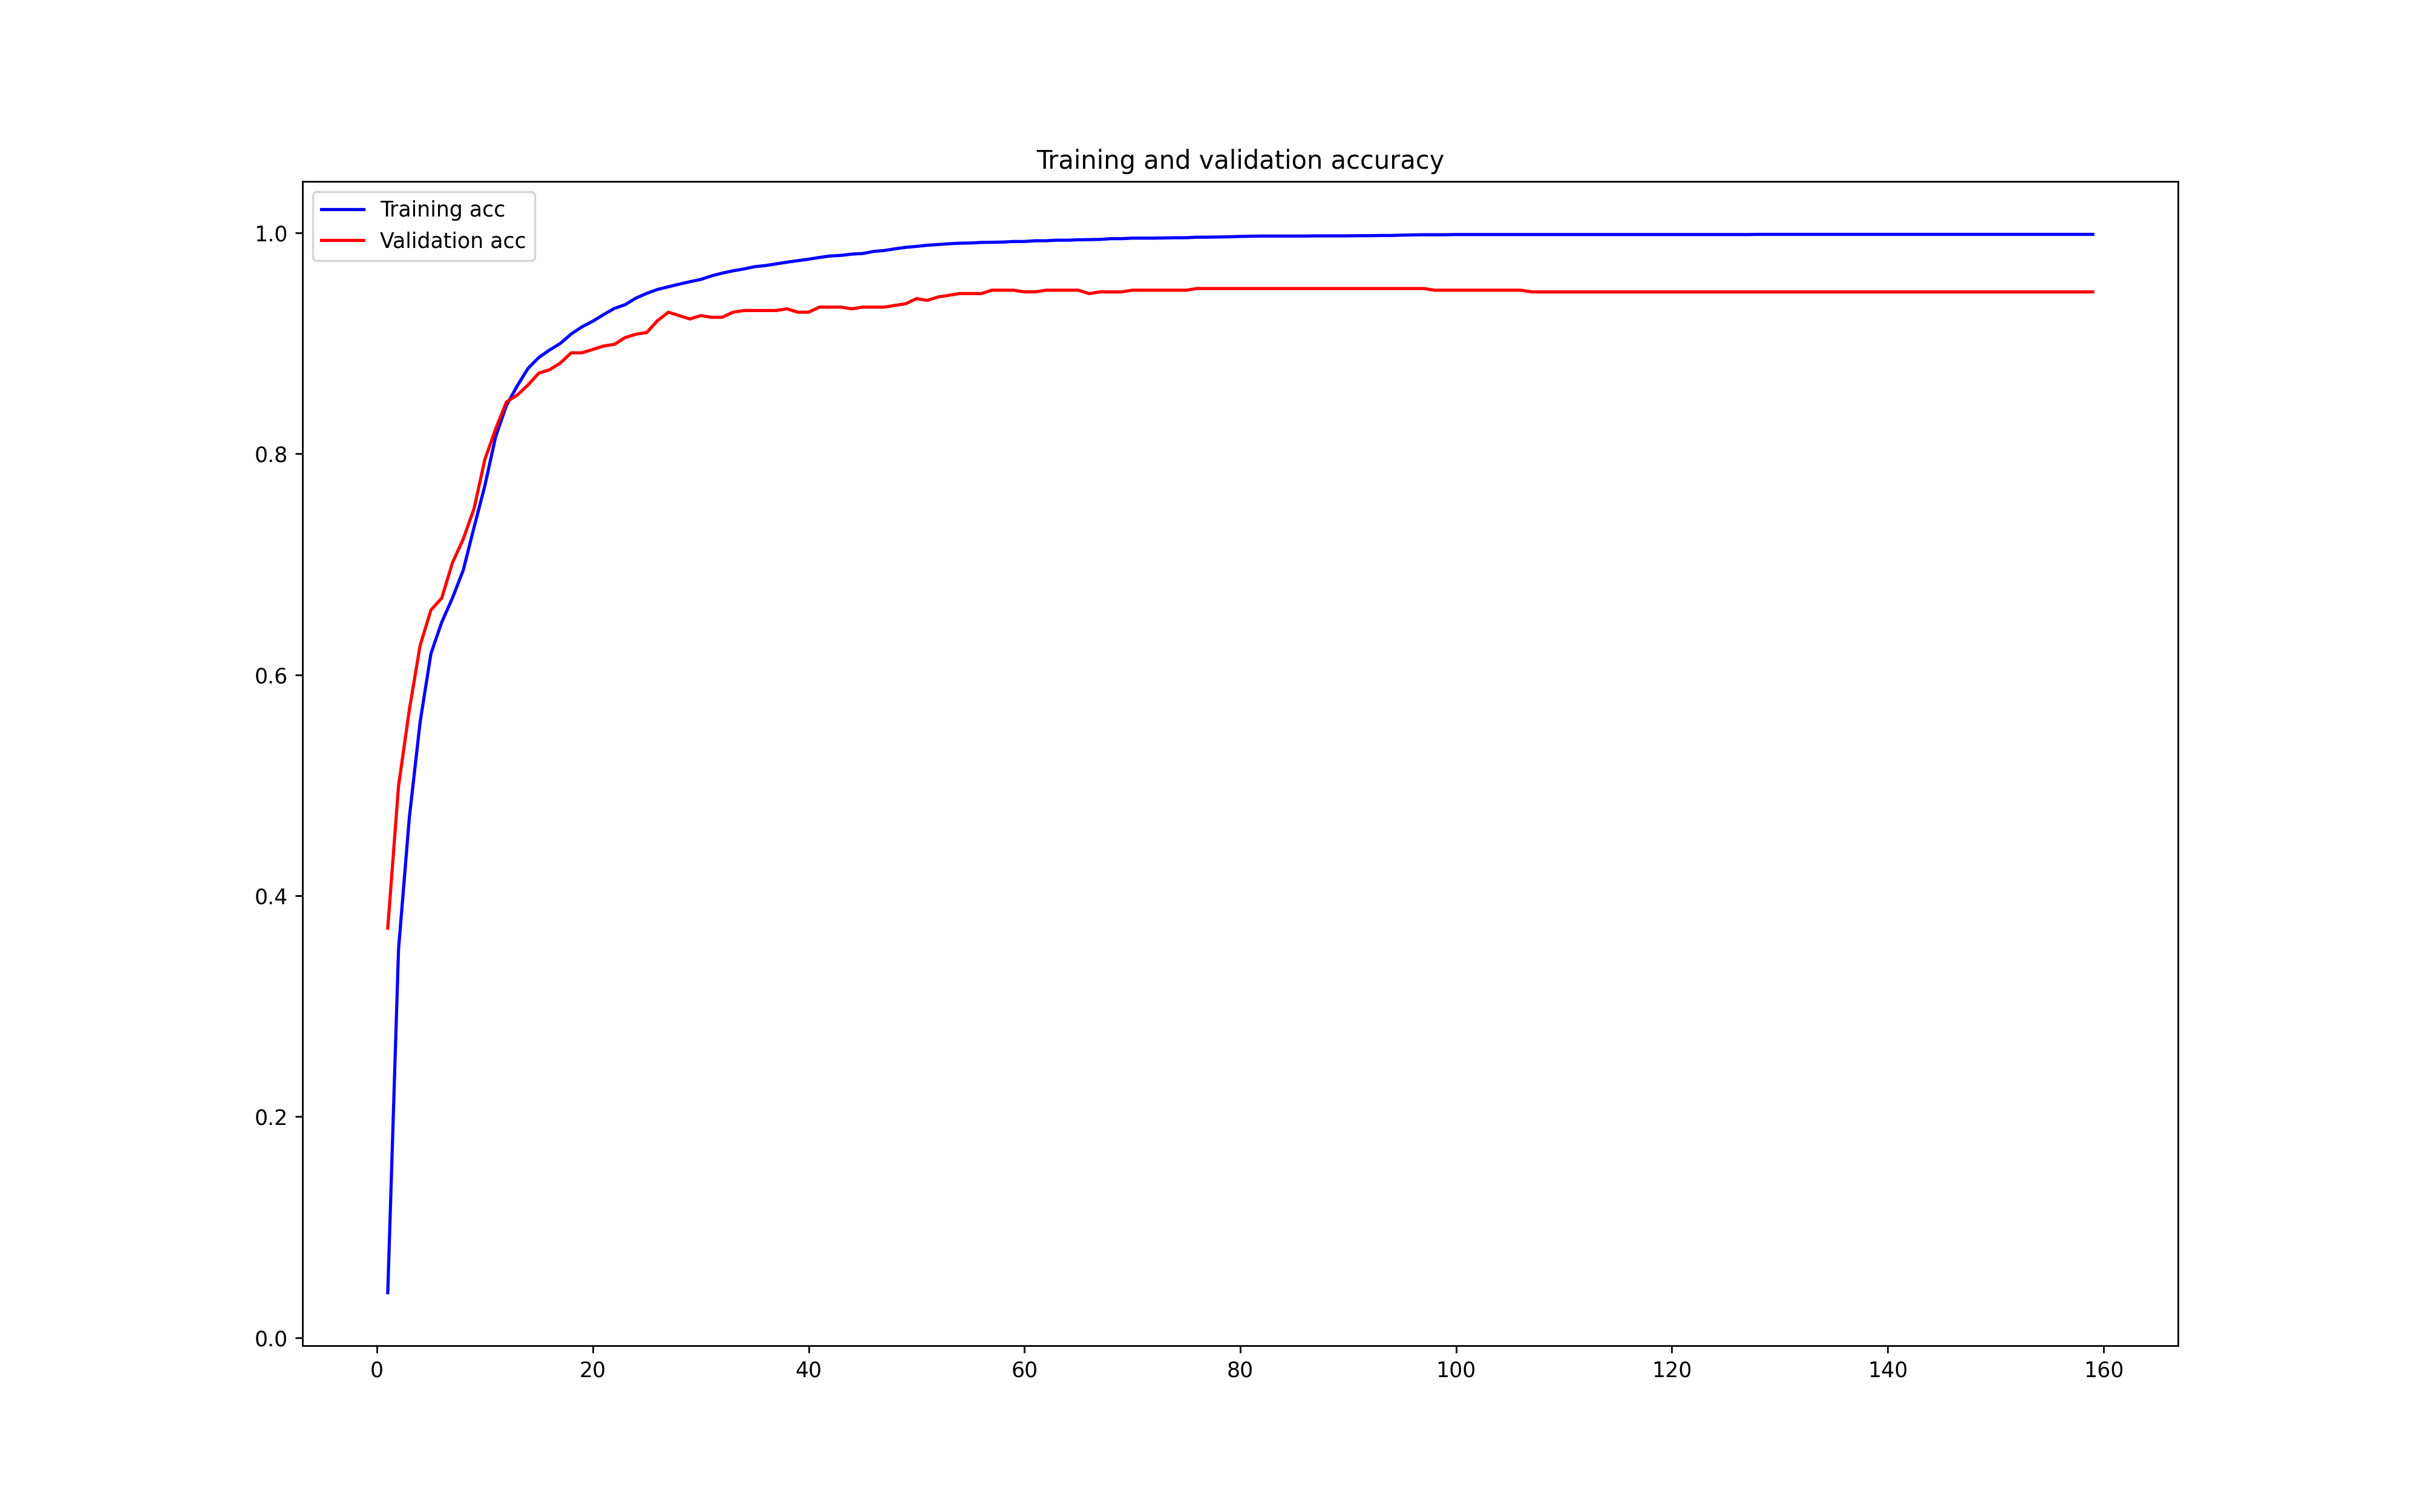 Training and validation accuracy
Training acc
Validation acc
1.0
0.8
0.6
0.4
0.2
0.0
0 20 40 60 80 100 120 140 160